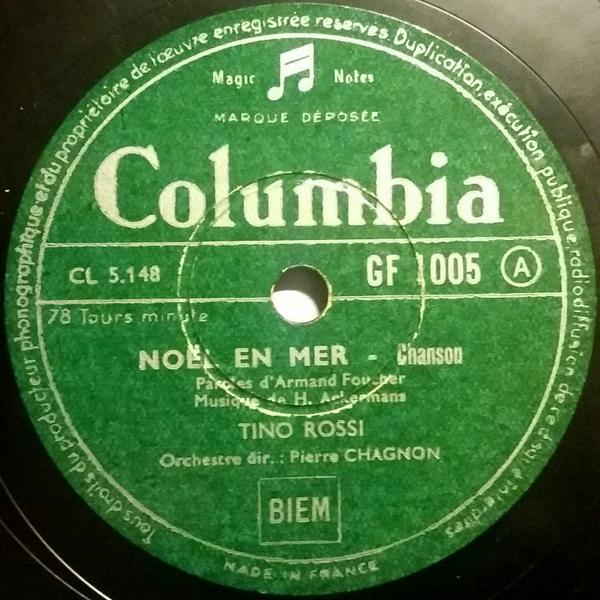 Tous droits du producteur phonographique et du propriétaire de l'œuvre enregistrée reservés. Duplication, exécution publique, radiodiffusion de ce disque interdites
Magic Notes
MARQUE DÉPOSÉE
Columbia
CL 5.148 GF 1005 A
78 Tours minute
NOËL EN MER - Chanson
Paroles d'Armand Foucher
Musique de H. Ackermans
TINO ROSSI
Orchestre dir. : Pierre CHAGNON
BIEM
MADE IN FRANCE